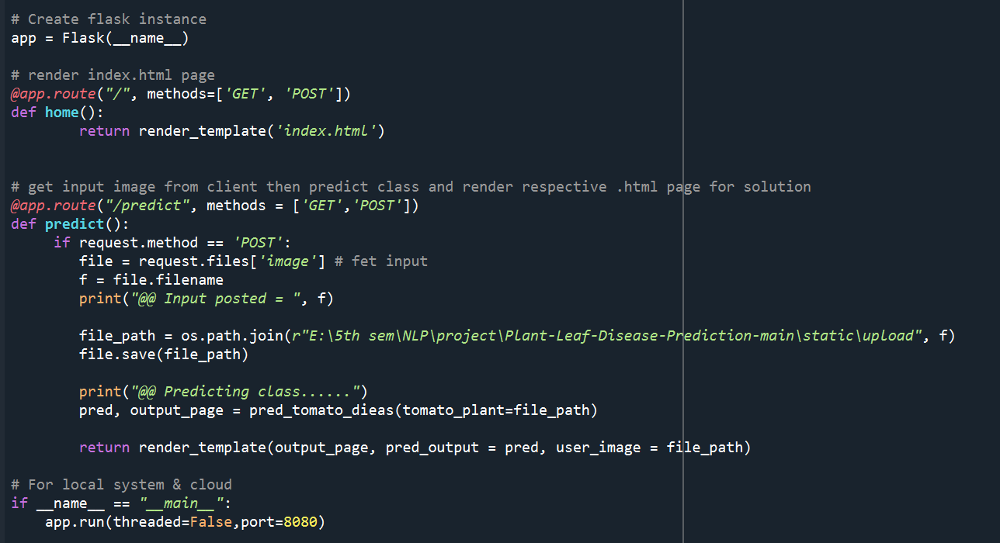 # Create flask instance
app = Flask(__name__)
# render index.html page
@app.route("/", methods=['GET', 'POST'])
def home():
        return render_template('index.html')
# get input image from client then predict class and render respective .html page for solution
@app.route("/predict", methods = ['GET','POST'])
def predict():
     if request.method == 'POST':
        file = request.files['image'] # fet input
        f = file.filename
        print("@@ Input posted = ", f)
        file_path = os.path.join(r"E:\5th sem\NLP\project\Plant-Leaf-Disease-Prediction-main\static\upload", f)
        file.save(file_path)
        print("@@ Predicting class......")
        pred, output_page = pred_tomato_dieas(tomato_plant=file_path)
        return render_template(output_page, pred_output = pred, user_image = file_path)
# For local system & cloud
if __name__ == "__main__":
    app.run(threaded=False,port=8080)